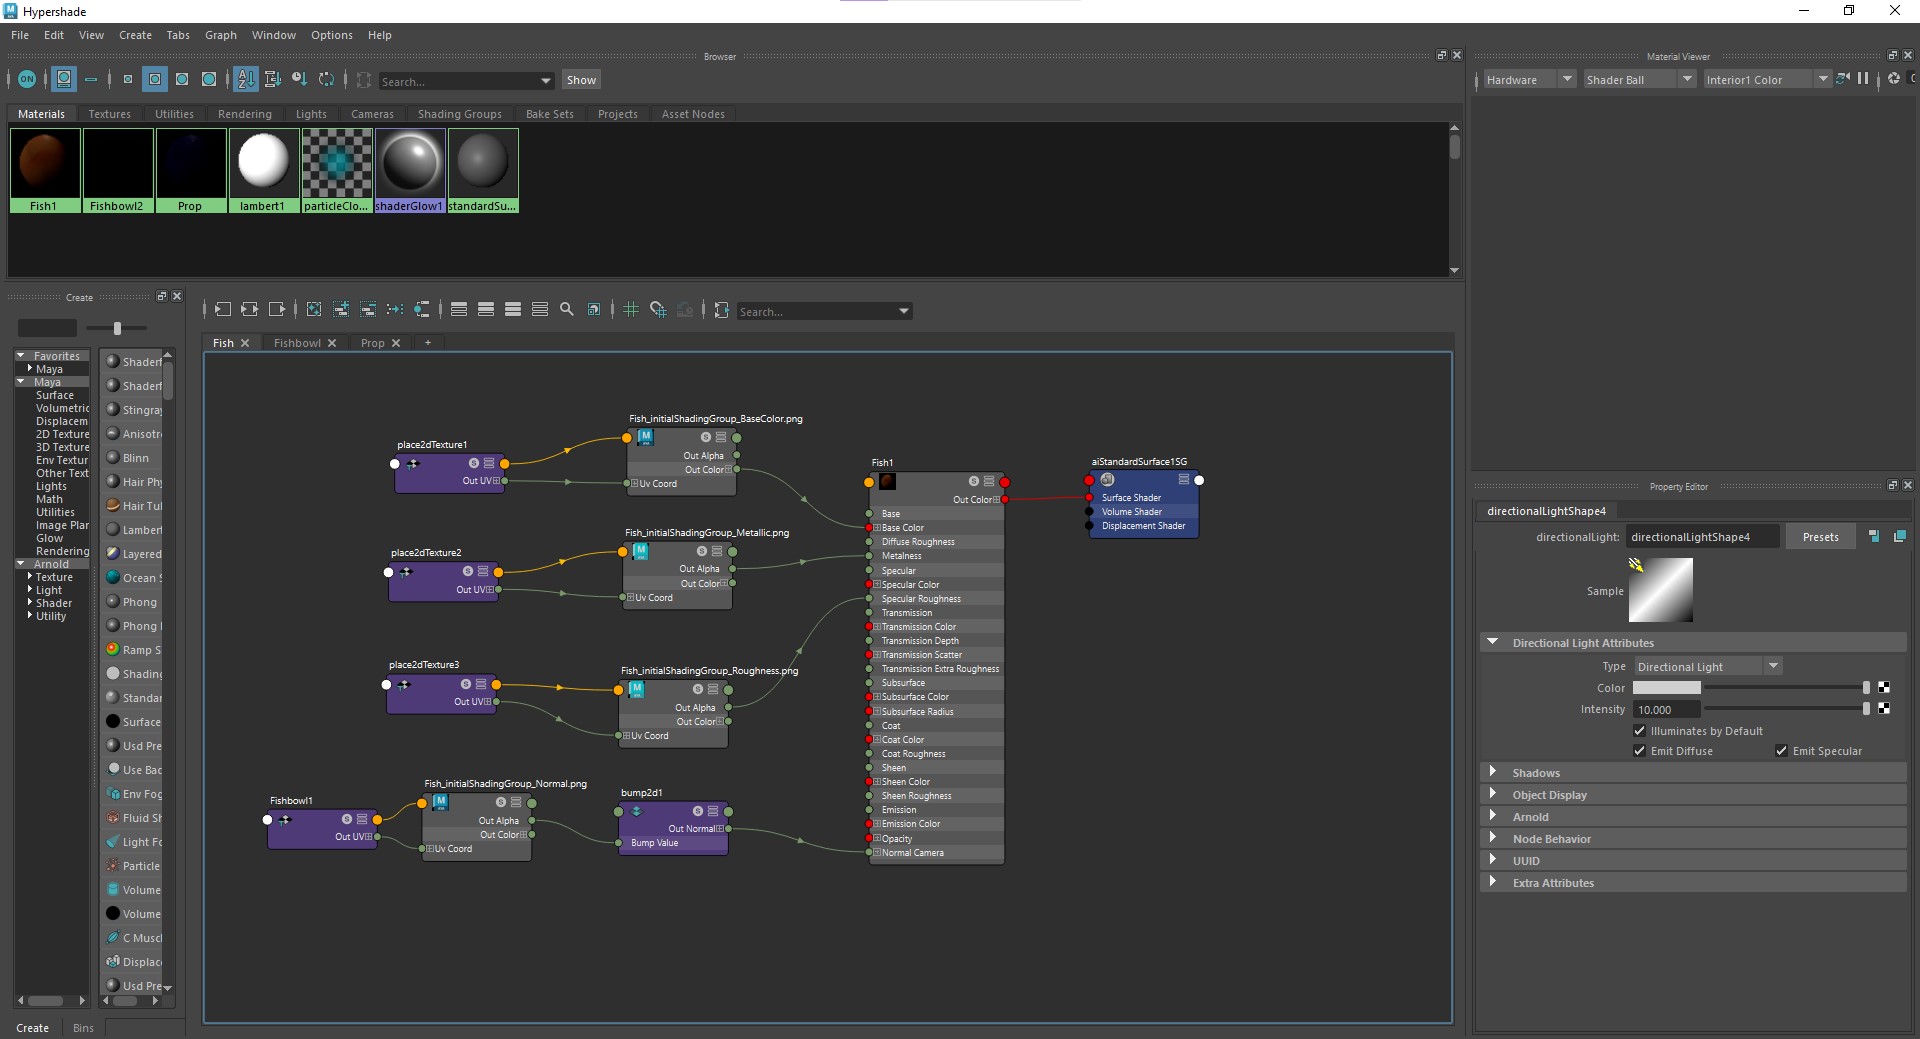 Hypershade
File Edit View Create Tabs Graph Window Options Help
Browser
ON
Search...
Show
Materials Textures Utilities Rendering Lights Cameras Shading Groups Bake Sets Projects Asset Nodes
Fish1 Fishbowl2 Prop lambert1 particleClo... shaderGlow1 standardSu...
Material Viewer
Hardware Shader Ball Interior1 Color
Create
Search...
Fish Fishbowl Prop +
Favorites
Maya
Maya
Surface
Volumetric
Displacem
2D Texture
3D Texture
Env Textur
Other Text
Lights
Math
Utilities
Image Plan
Glow
Rendering
Arnold
Texture
Light
Shader
Utility
Shaderf
Shaderf
Stingray
Anisotr
Blinn
Hair Phy
Hair Tu
Lambert
Layered
Ocean S
Phong
Phong
Ramp S
Shading
Standar
Surface
Usd Pre
Use Bac
Env Fog
Fluid Sh
Light Fo
Particle
Volume
Volume
C Muscl
Displac
Usd Pre
Create Bins
place2dTexture1
Out UV
Fish_initialShadingGroup_BaseColor.png
Out Alpha
Out Color
Uv Coord
place2dTexture2
Out UV
Fish_initialShadingGroup_Metallic.png
Out Alpha
Out Color
Uv Coord
place2dTexture3
Out UV
Fish_initialShadingGroup_Roughness.png
Out Alpha
Out Color
Uv Coord
Fishbowl1
Out UV
Fish_initialShadingGroup_Normal.png
Out Alpha
Out Color
Uv Coord
bump2d1
Out Normal
Bump Value
Fish1
Out Color
Base
Base Color
Diffuse Roughness
Metalness
Specular
Specular Color
Specular Roughness
Transmission
Transmission Color
Transmission Depth
Transmission Scatter
Transmission Extra Roughness
Subsurface
Subsurface Color
Subsurface Radius
Coat
Coat Color
Coat Roughness
Sheen
Sheen Color
Sheen Roughness
Emission
Emission Color
Opacity
Normal Camera
aiStandardSurface1SG
Surface Shader
Volume Shader
Displacement Shader
Property Editor
directionalLightShape4
directionalLight: directionalLightShape4 Presets
Sample
Directional Light Attributes
Type Directional Light
Color
Intensity 10.000
Illuminates by Default
Emit Diffuse Emit Specular
Shadows
Object Display
Arnold
Node Behavior
UUID
Extra Attributes